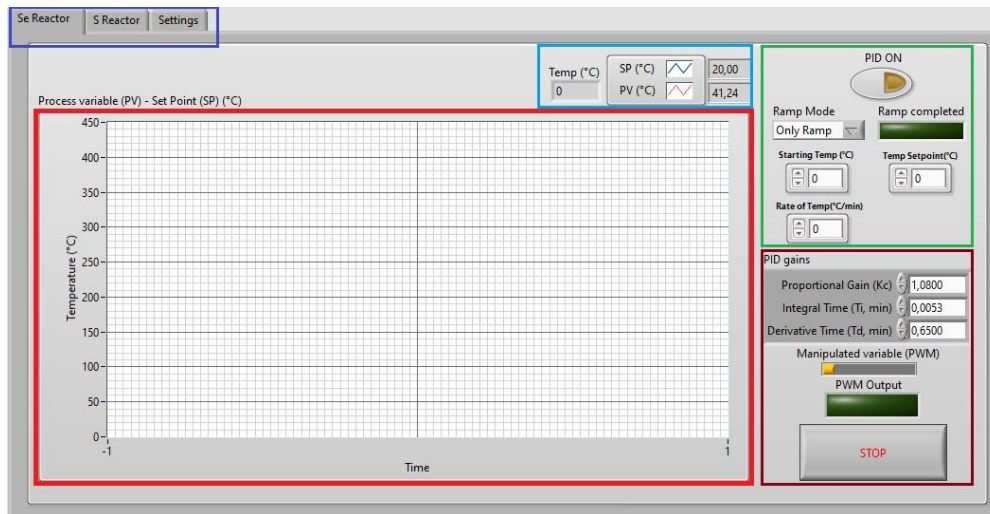 Se Reactor
S Reactor
Settings
Temp (°C)
0
SP (°C)
20,00
PV (°C)
41,24
Process variable (PV) - Set Point (SP) (°C)
450
400
350
300
250
200
150
100
50
0
Temperature (°C)
-1
1
Time
PID ON
Ramp Mode
Ramp completed
Only Ramp
Starting Temp (°C)
Temp Setpoint(°C)
0
0
Rate of Temp(°C/min)
0
PID gains
Proportional Gain (Kc)
1,0800
Integral Time (Ti, min)
0,0053
Derivative Time (Td, min)
0,6500
Manipulated variable (PWM)
PWM Output
STOP